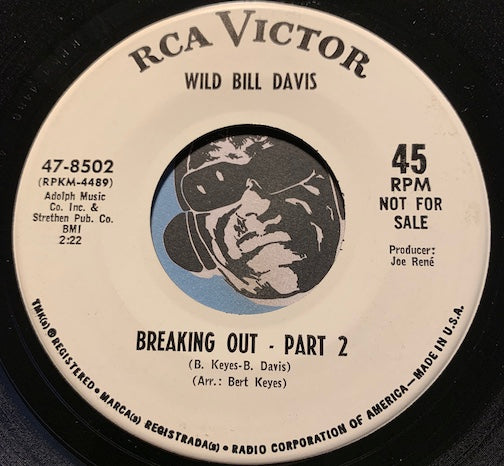 RCA VICTOR
WILD BILL DAVIS
47-8502
(RPKM-4489)
Adolph Music
Co. Inc. &
Strethen Pub. Co.
BMI
2:22
45
RPM
NOT FOR
SALE
Producer:
Joe René
BREAKING OUT - PART 2
(B. Keyes-B. Davis)
(Arr.: Bert Keyes)
TMK(s) ® REGISTERED • MARCA(s) REGISTRADA(s) • RADIO CORPORATION OF AMERICA—MADE IN U.S.A.